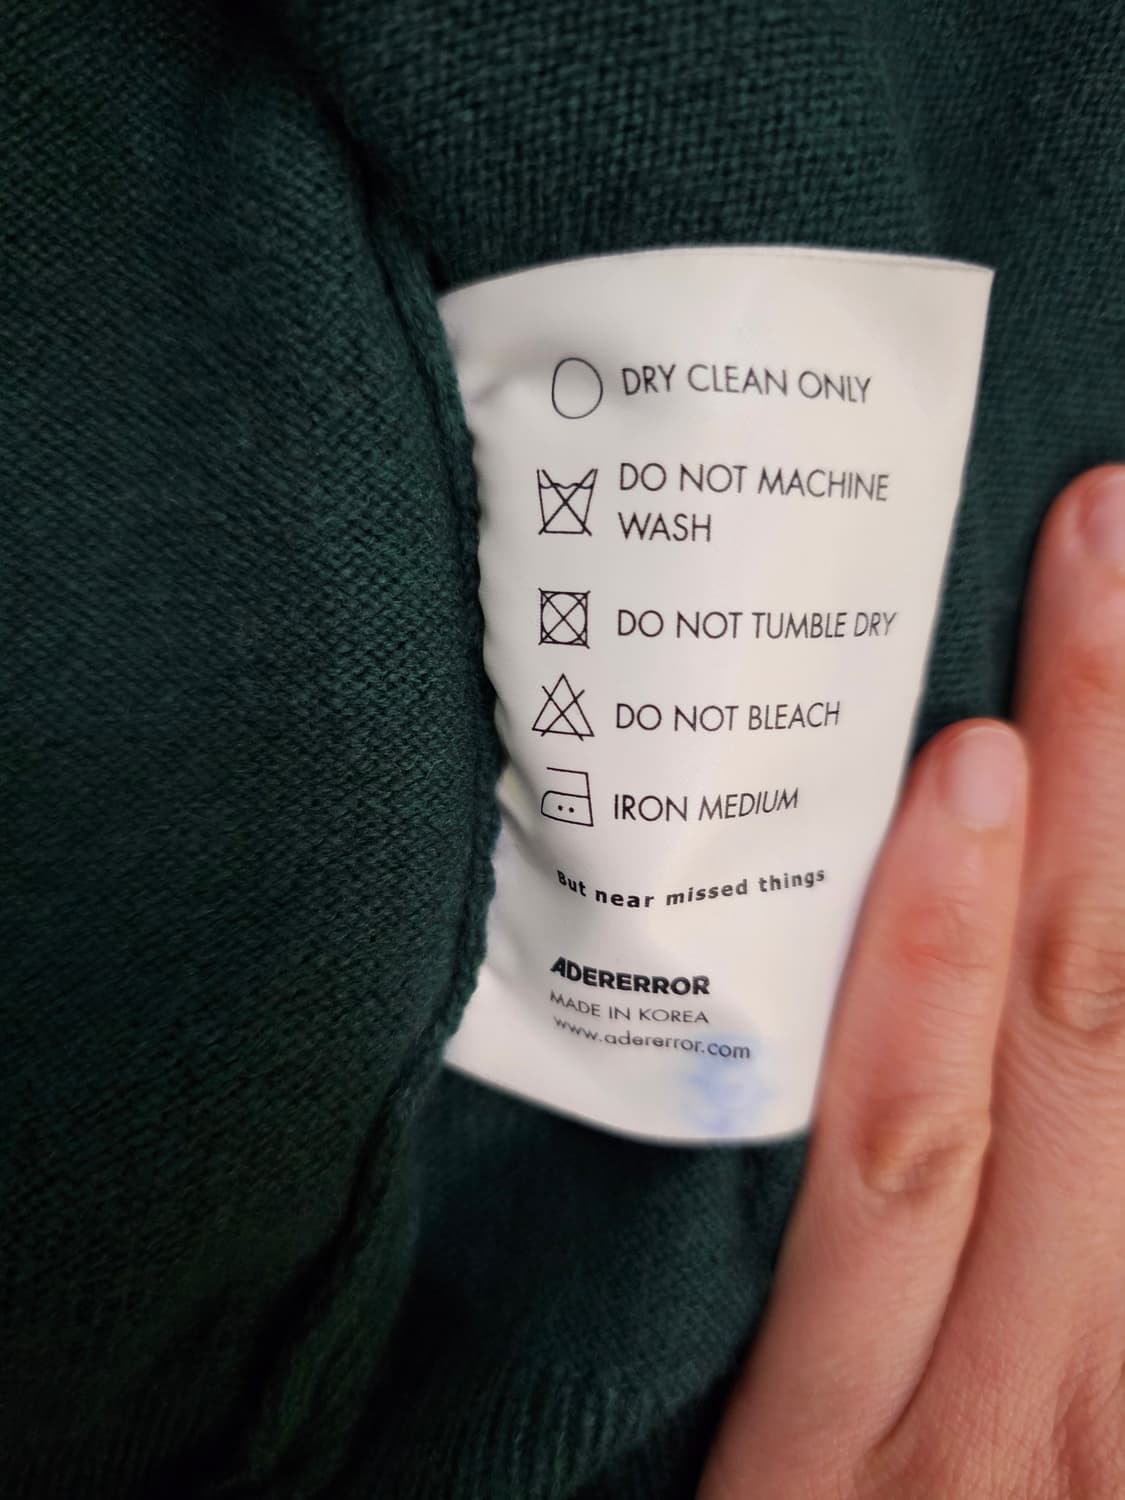 DRY CLEAN ONLY
DO NOT MACHINE
WASH
DO NOT TUMBLE DRY
DO NOT BLEACH
IRON MEDIUM
But near missed things
ADERERROR
MADE IN KOREA
www.adererror.com